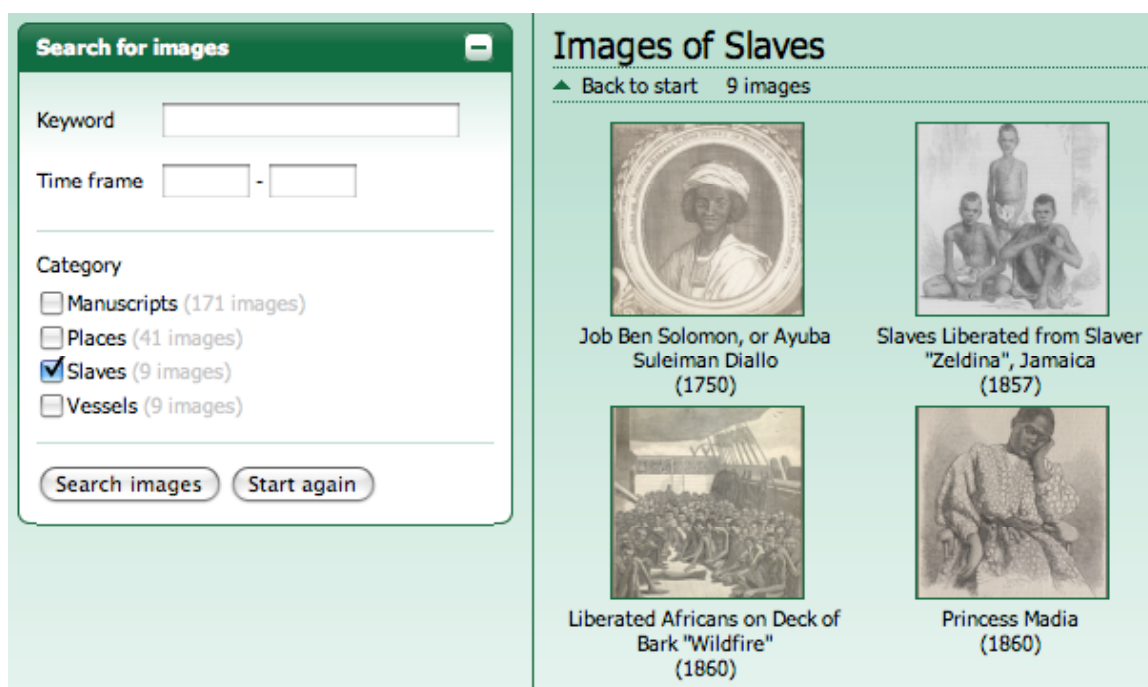 Search for images
Keyword
Time frame
-
Category
Manuscripts (171 images)
Places (41 images)
Slaves (9 images)
Vessels (9 images)
Search images
Start again
Images of Slaves
Back to start 9 images
Job Ben Solomon, or Ayuba
Suleiman Diallo
(1750)
Slaves Liberated from Slaver
"Zeldina", Jamaica
(1857)
Liberated Africans on Deck of
Bark "Wildfire"
(1860)
Princess Madia
(1860)